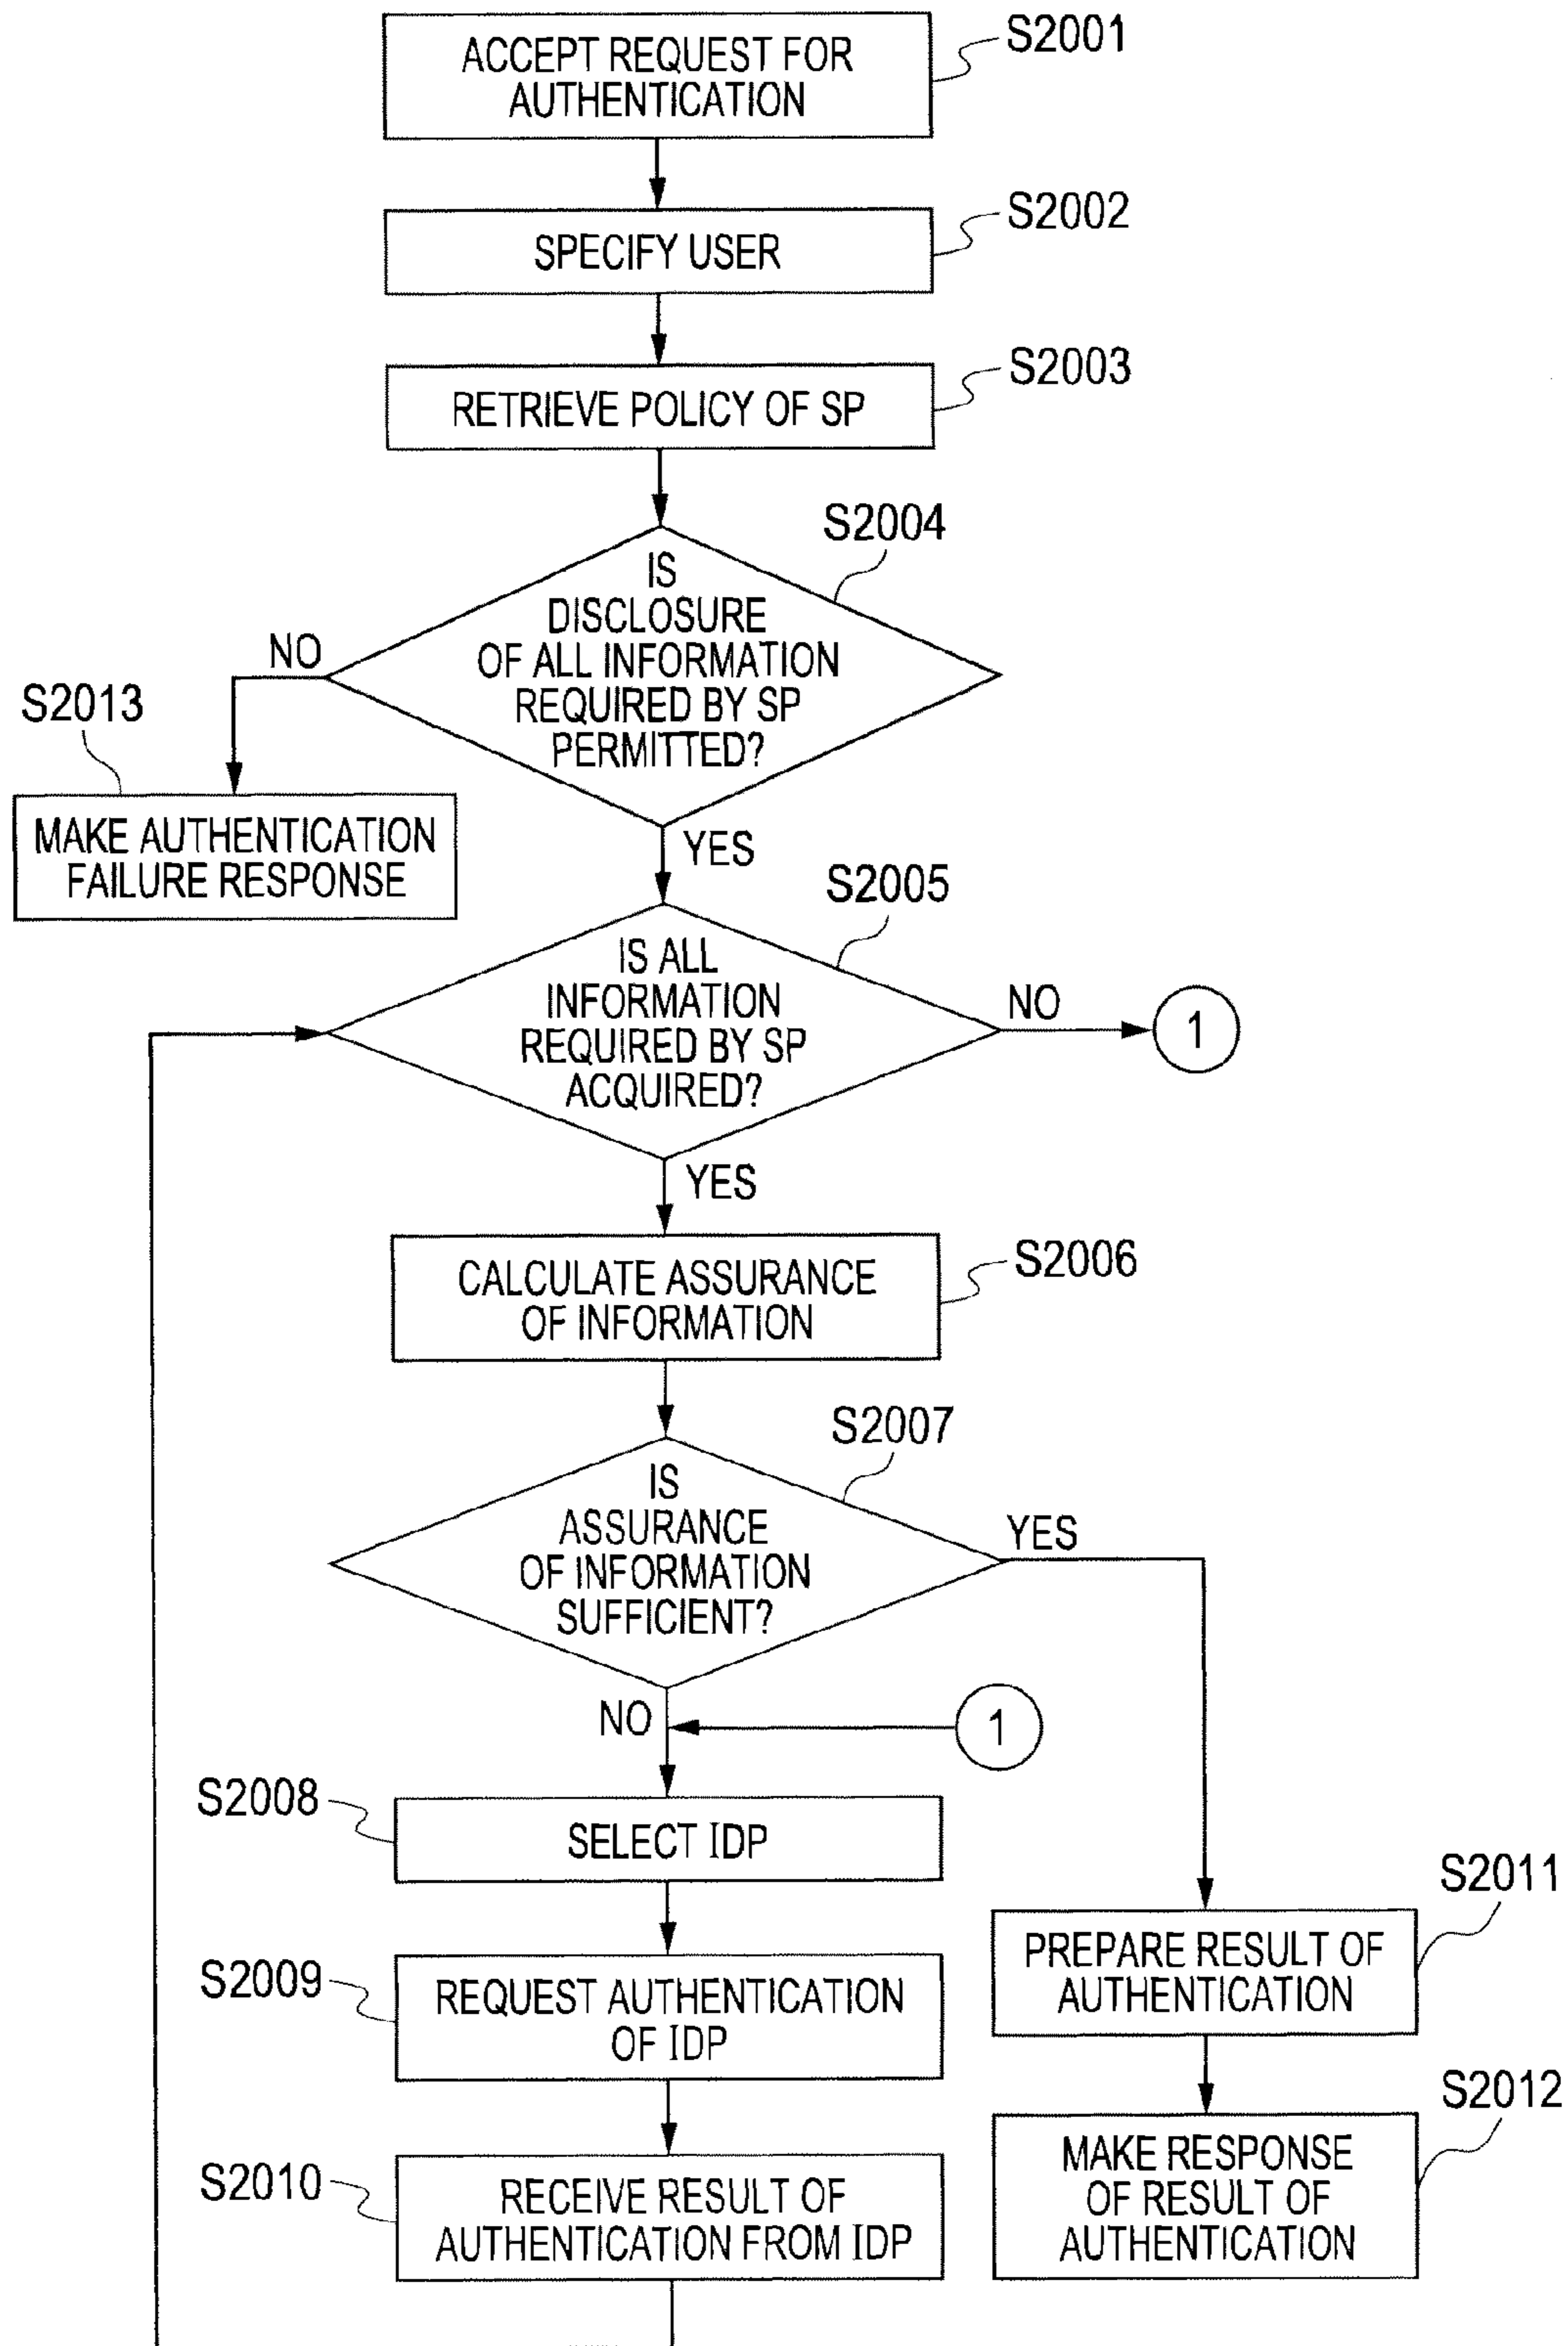 S2001
ACCEPT REQUEST FOR
AUTHENTICATION
S2002
SPECIFY USER
S2003
RETRIEVE POLICY OF SP
S2004
IS
DISCLOSURE
OF ALL INFORMATION
REQUIRED BY SP
PERMITTED?
NO
S2013
MAKE AUTHENTICATION
FAILURE RESPONSE
YES
S2005
IS ALL
INFORMATION
REQUIRED BY SP
ACQUIRED?
NO
1
YES
S2006
CALCULATE ASSURANCE
OF INFORMATION
S2007
IS
ASSURANCE
OF INFORMATION
SUFFICIENT?
YES
NO
1
S2008
SELECT IDP
S2009
REQUEST AUTHENTICATION
OF IDP
S2010
RECEIVE RESULT OF
AUTHENTICATION FROM IDP
S2011
PREPARE RESULT OF
AUTHENTICATION
S2012
MAKE RESPONSE
OF RESULT OF
AUTHENTICATION